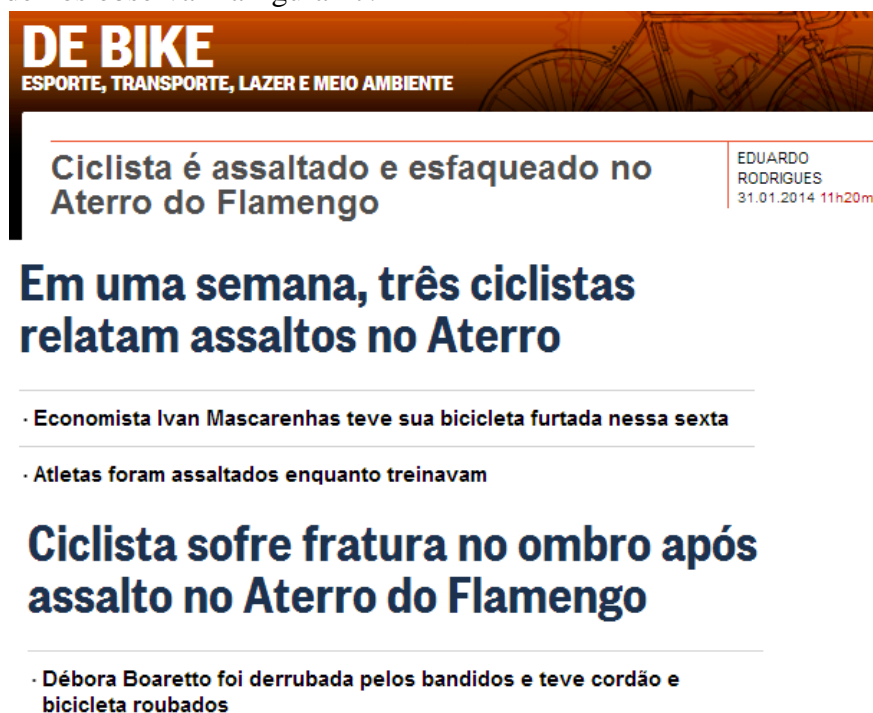 DE BIKE
ESPORTE, TRANSPORTE, LAZER E MEIO AMBIENTE
Ciclista é assaltado e esfaqueado no
Aterro do Flamengo
EDUARDO
RODRIGUES
31.01.2014 11h20m
Em uma semana, três ciclistas
relatam assaltos no Aterro
· Economista Ivan Mascarenhas teve sua bicicleta furtada nessa sexta
· Atletas foram assaltados enquanto treinavam
Ciclista sofre fratura no ombro após
assalto no Aterro do Flamengo
· Débora Boaretto foi derrubada pelos bandidos e teve cordão e
bicicleta roubados